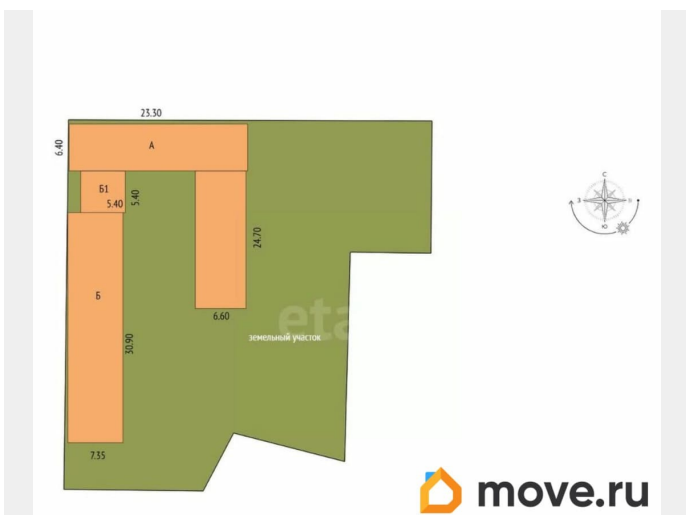 23.30
6.40
А
Б1
5.40
5.40
С
З
Ю
24.70
Б
6.60
eta
земельный участок
30.90
7.35
move.ru